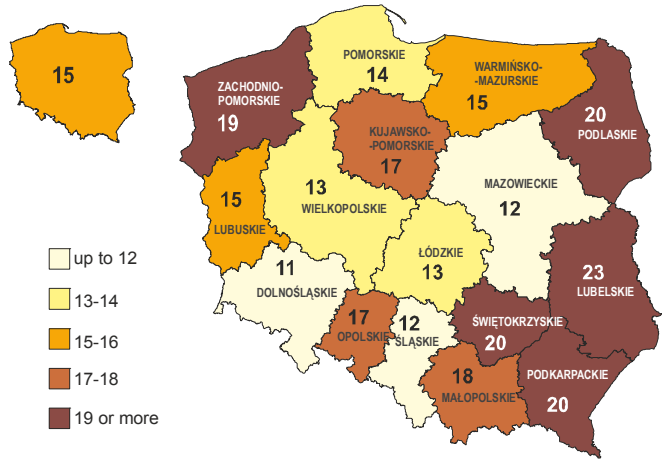 15
POMORSKIE
14
WARMIŃSKO-
-MAZURSKIE
15
ZACHODNIO-
POMORSKIE
19
20
PODLASKIE
KUJAWSKO-
-POMORSKIE
17
MAZOWIECKIE
12
13
WIELKOPOLSKIE
15
LUBUSKIE
ŁÓDZKIE
13
11
DOLNOŚLĄSKIE
23
LUBELSKIE
17
OPOLSKIE
12
ŚLĄSKIE
ŚWIĘTOKRZYSKIE
20
18
MAŁOPOLSKIE
PODKARPACKIE
20
up to 12
13-14
15-16
17-18
19 or more